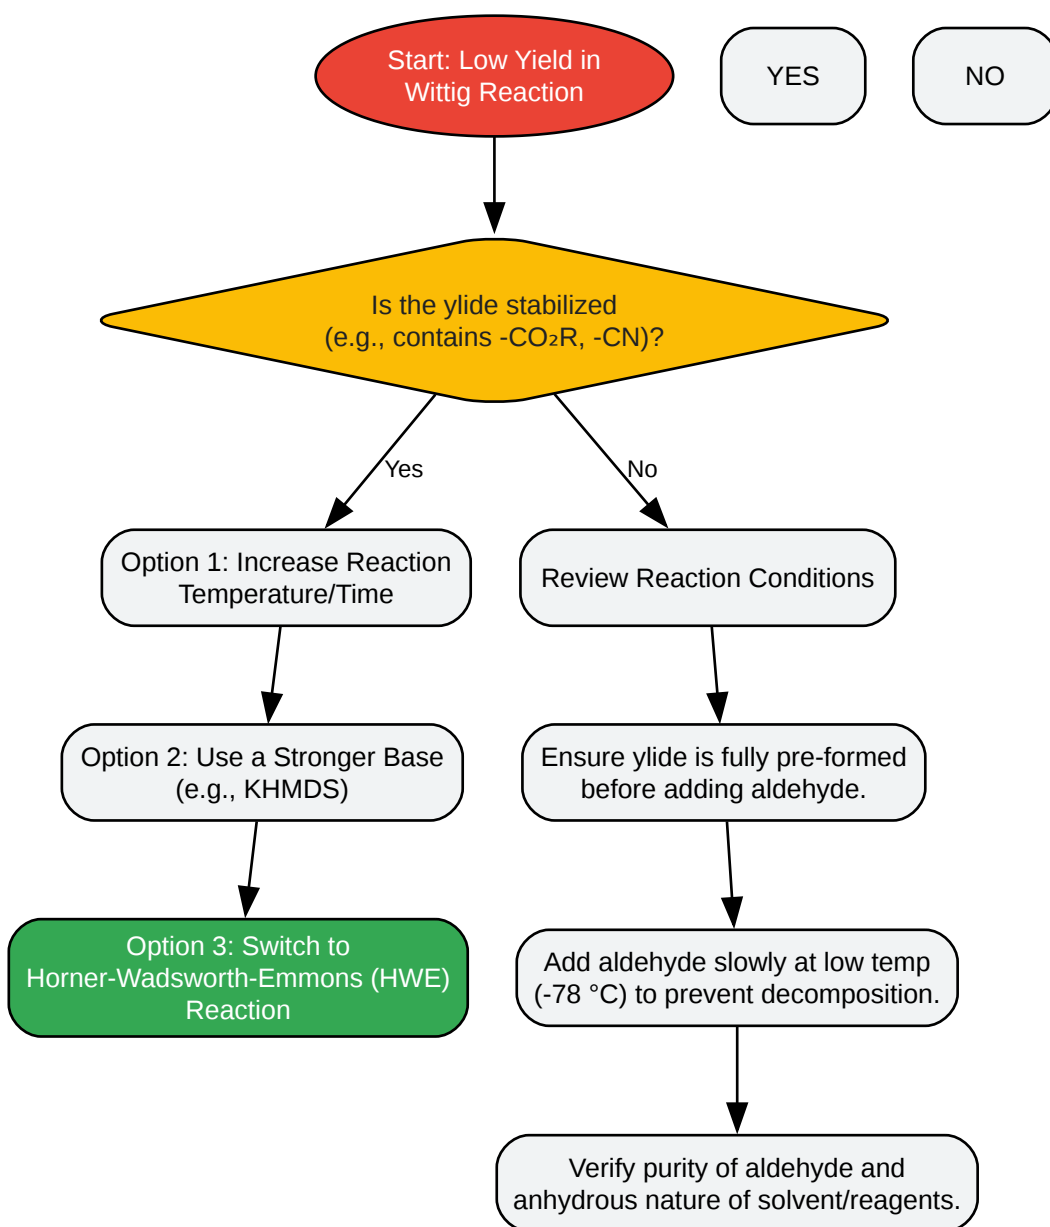 Start: Low Yield in
Wittig Reaction
YES
NO
Is the ylide stabilized
(e.g., contains -CO₂R, -CN)?
Yes
No
Option 1: Increase Reaction
Temperature/Time
Review Reaction Conditions
Option 2: Use a Stronger Base
(e.g., KHMDS)
Ensure ylide is fully pre-formed
before adding aldehyde.
Option 3: Switch to
Horner-Wadsworth-Emmons (HWE)
Reaction
Add aldehyde slowly at low temp
(-78 °C) to prevent decomposition.
Verify purity of aldehyde and
anhydrous nature of solvent/reagents.